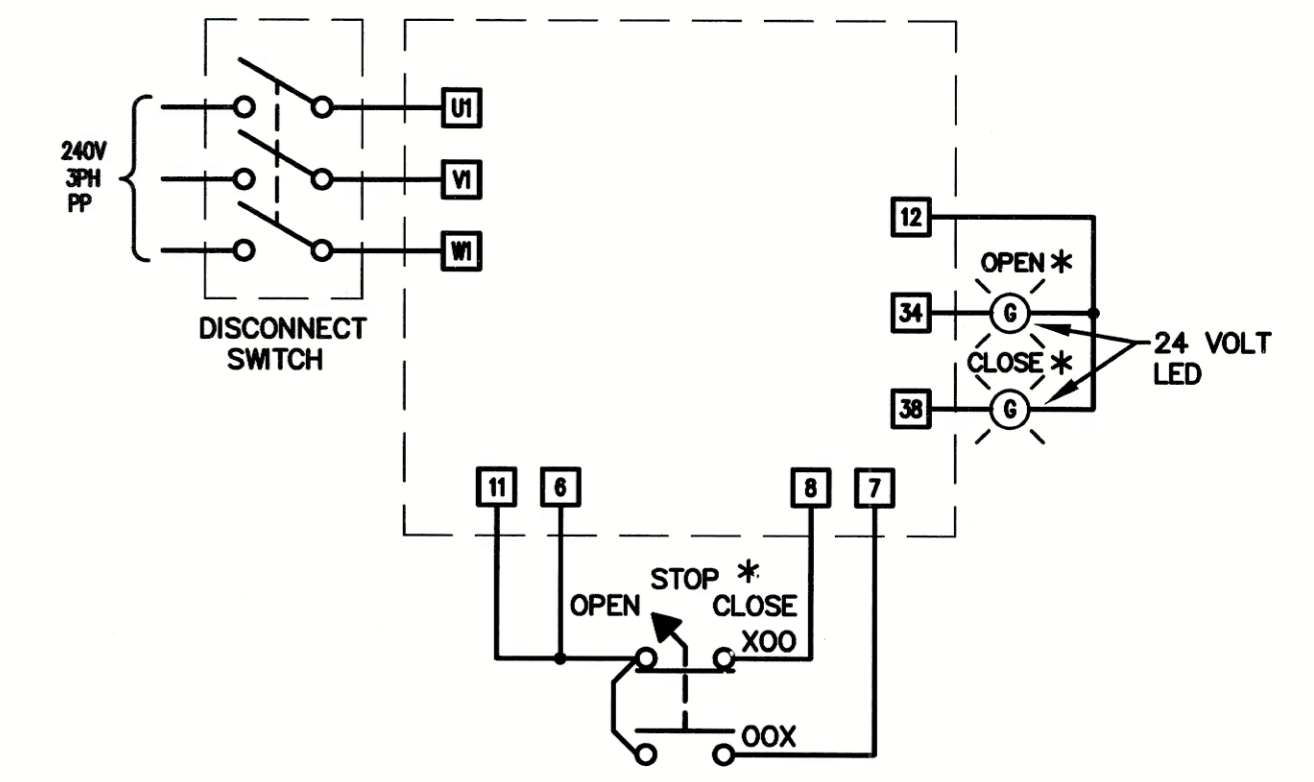 240V
3PH
PP
DISCONNECT
SWITCH
U1
V1
W1
12
OPEN *
34
G
CLOSE *
38
G
24 VOLT
LED
11
6
8
7
STOP *
OPEN
CLOSE
XOO
OOX